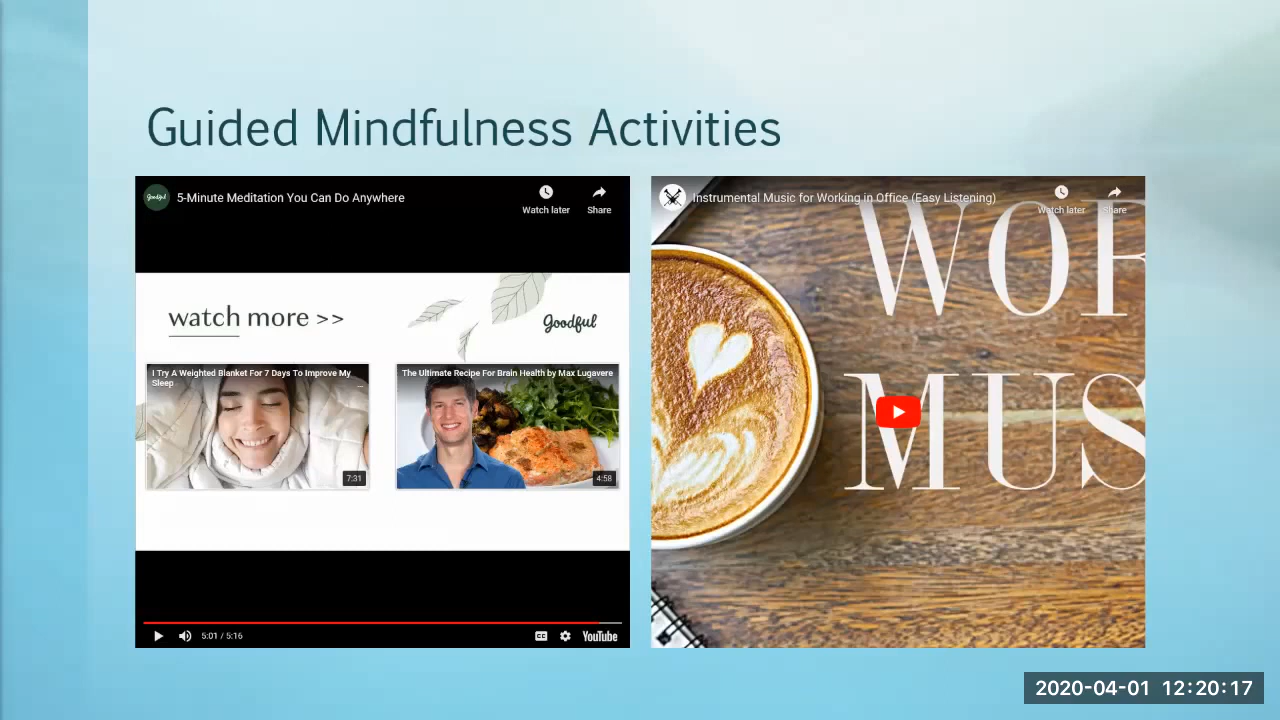 Guided Mindfulness Activities
Goodful
5-Minute Meditation You Can Do Anywhere
Watch later
Share
watch more >>
Goodful
I Try A Weighted Blanket For 7 Days To Improve My
Sleep
7:31
The Ultimate Recipe For Brain Health by Max Lugavere
4:58
5:01 / 5:16
CC
YouTube
Instrumental Music for Working in Office (Easy Listening)
Watch later
Share
WOR
MUS
2020-04-01 12:20:17